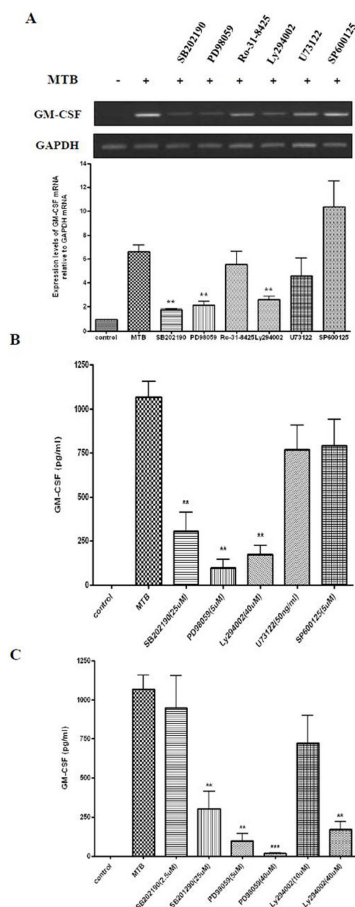 A
SB202190
PD98059
Ro-31-8425
Ly294002
U73122
SP600125
MTB - + + + + + + +
GM-CSF
GAPDH
Expression levels of GM-CSF mRNA
relative to GAPDH mRNA
10
8
6
4
2
0
** ** **
control MTB SB202190 PD98059 Ro-31-8425 Ly294002 U73122 SP600125
B
GM-CSF (pg/ml)
1250
1000
750
500
250
0
** ** **
control
MTB
SB202190(25uM)
PD98059(5uM)
Ly294002(40uM)
U73122(50ng/ml)
SP600125(5uM)
C
GM-CSF (pg/ml)
1250
1000
750
500
250
0
** ** *** **
control
MTB
SB202190(2.5uM)
SB201290(25uM)
PD98059(5uM)
PD98059(40uM)
Ly294002(10uM)
Ly294002(40uM)